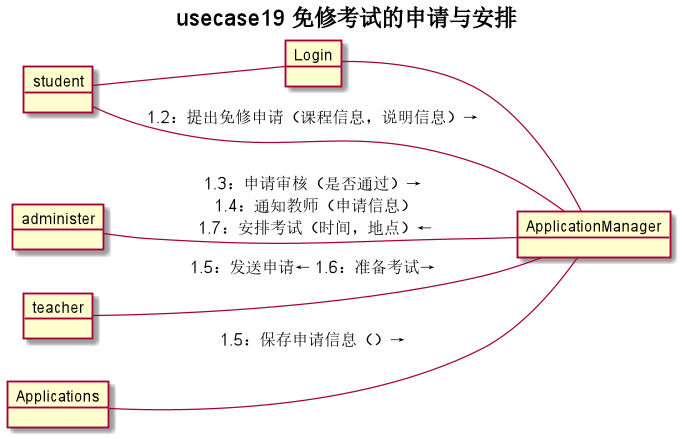 usecase19 免修考试的申请与安排
Login
student
1.2：提出免修申请（课程信息，说明信息）→
1.3：申请审核（是否通过）→
1.4：通知教师（申请信息）
1.7：安排考试（时间，地点）←
administer
ApplicationManager
1.5：发送申请← 1.6：准备考试→
teacher
1.5：保存申请信息（）→
Applications